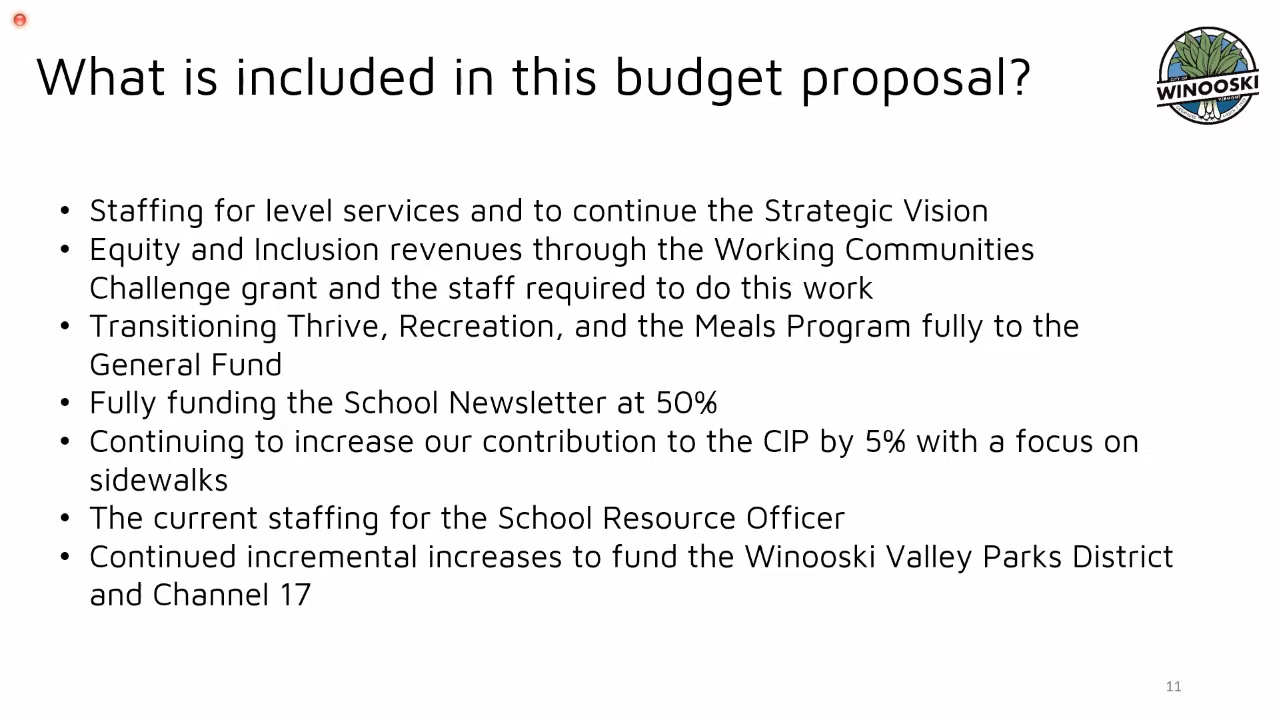 What is included in this budget proposal?
CITY OF
WINOOSKI
VERMONT
• Staffing for level services and to continue the Strategic Vision
• Equity and Inclusion revenues through the Working Communities
Challenge grant and the staff required to do this work
• Transitioning Thrive, Recreation, and the Meals Program fully to the
General Fund
• Fully funding the School Newsletter at 50%
• Continuing to increase our contribution to the CIP by 5% with a focus on
sidewalks
• The current staffing for the School Resource Officer
• Continued incremental increases to fund the Winooski Valley Parks District
and Channel 17
11